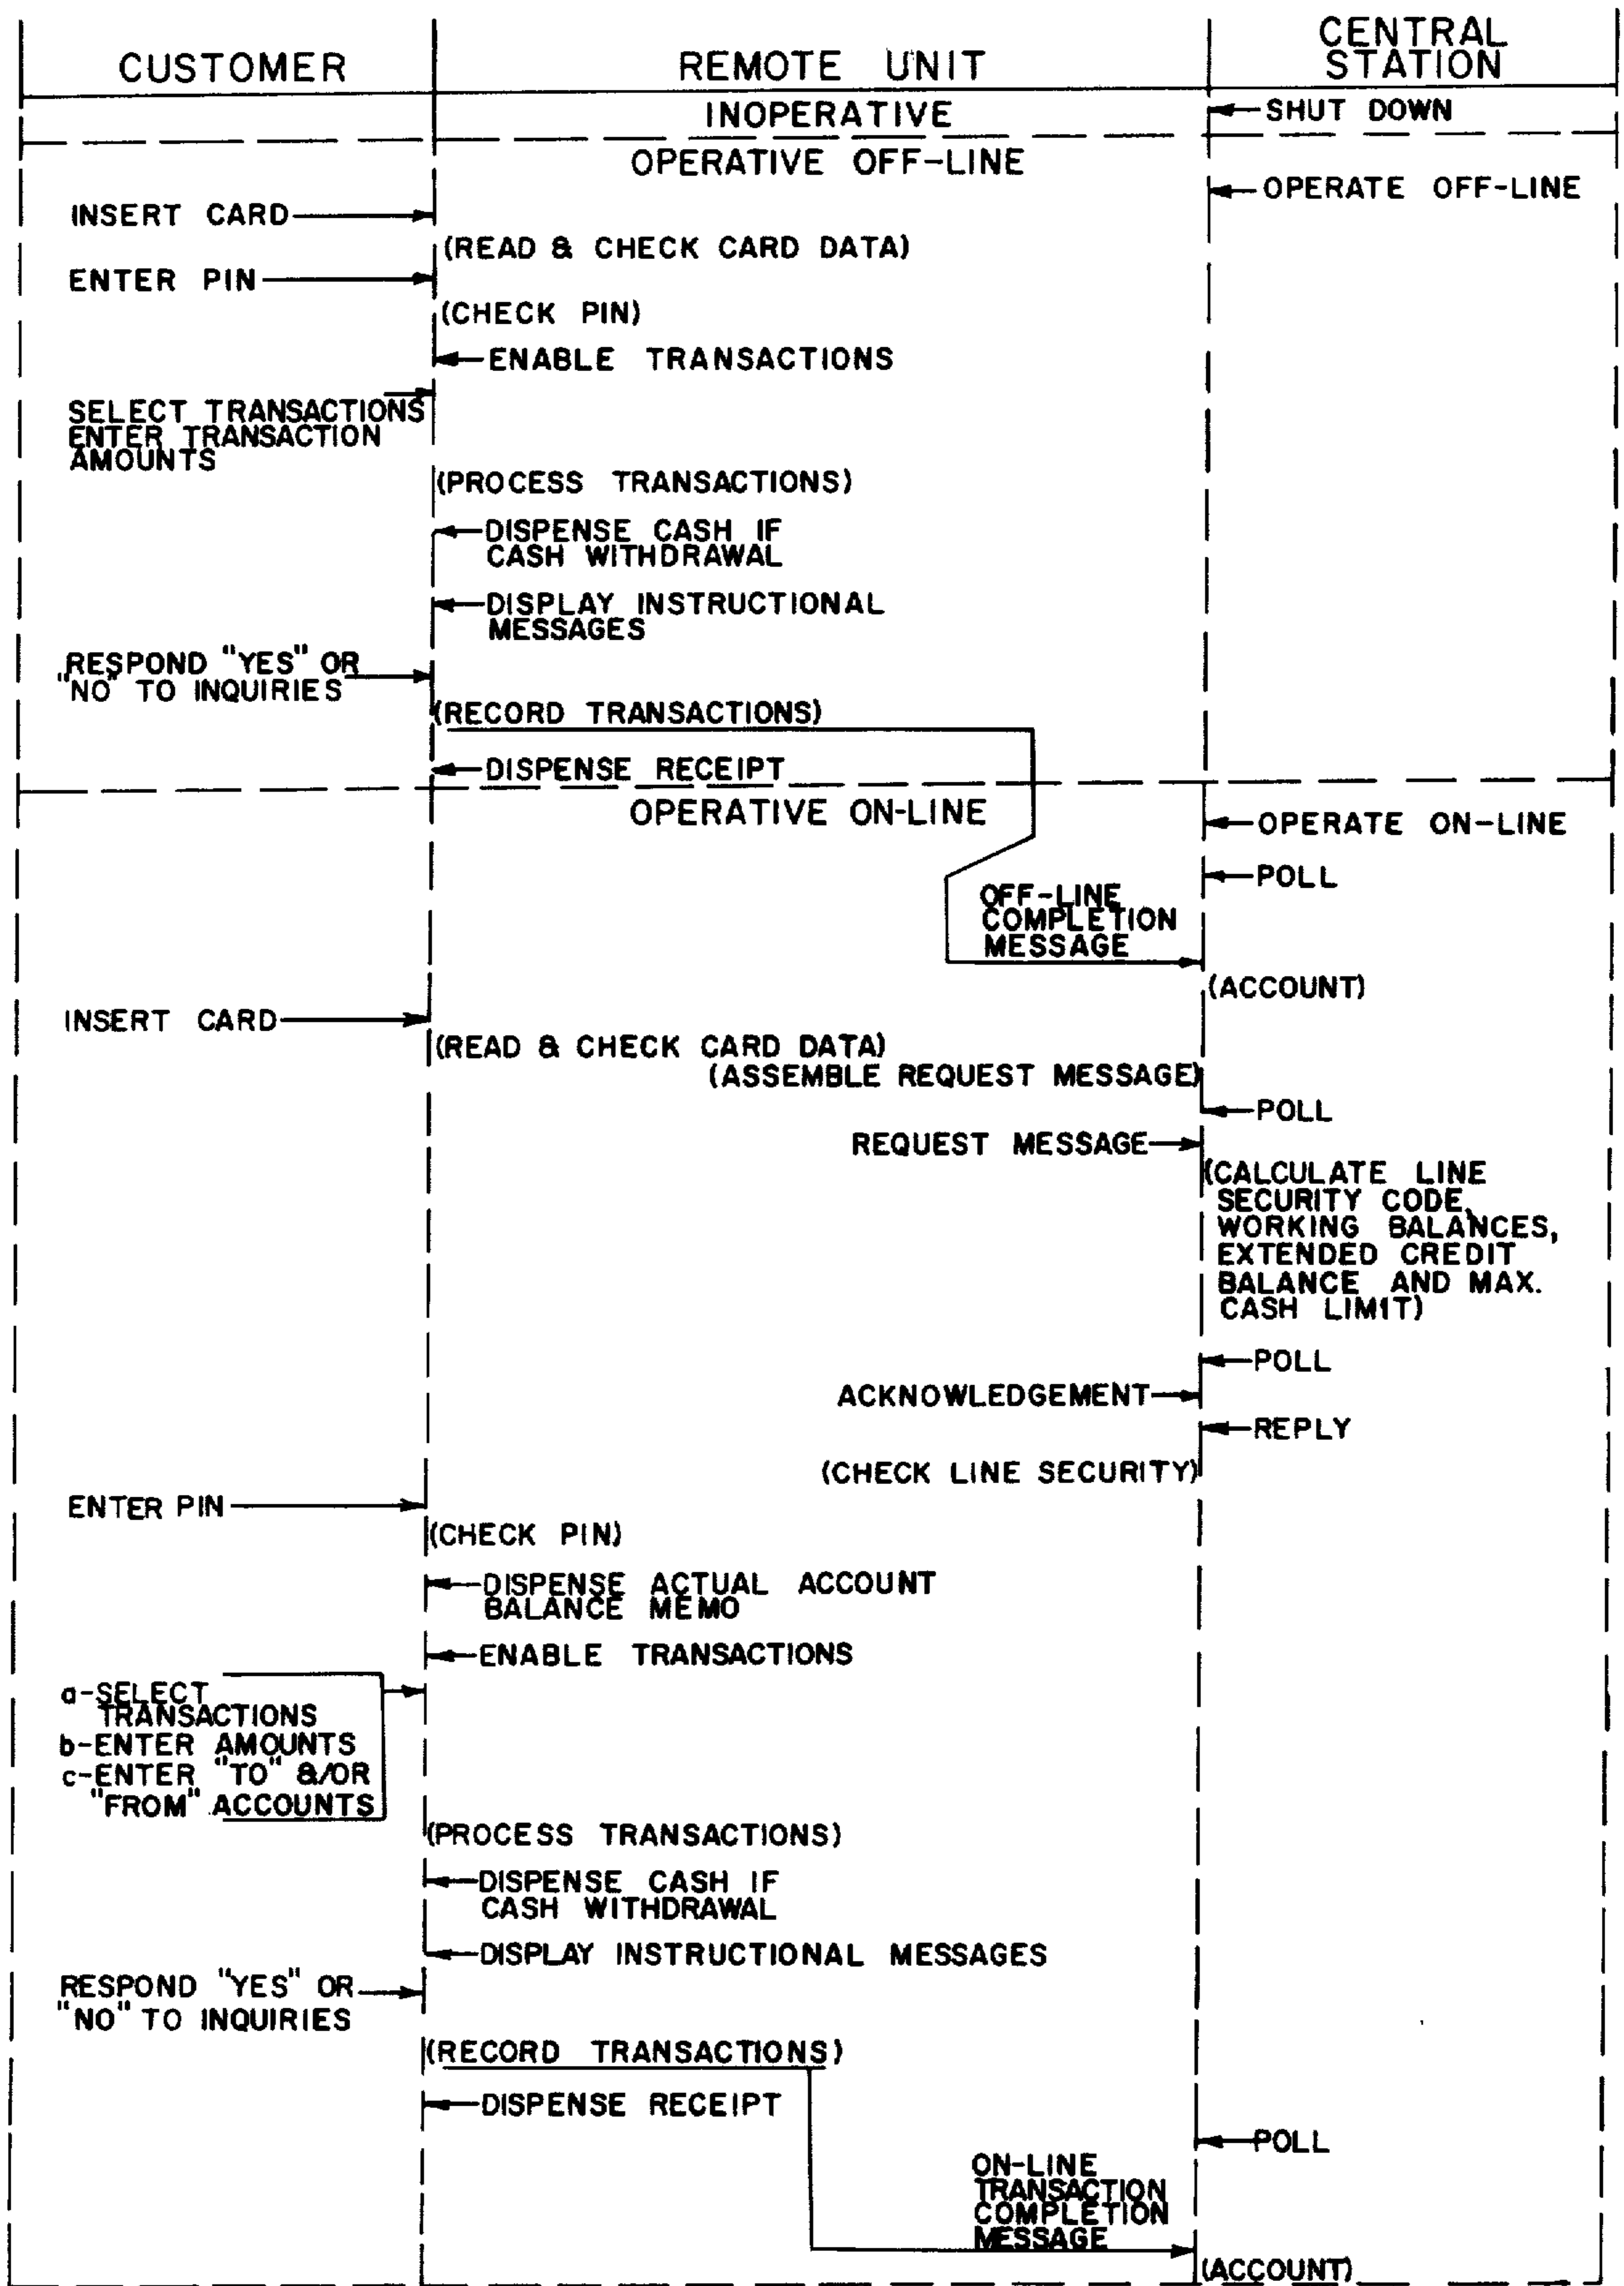 CUSTOMER
REMOTE UNIT
CENTRAL
STATION
INOPERATIVE
SHUT DOWN
OPERATIVE OFF-LINE
OPERATE OFF-LINE
INSERT CARD
(READ & CHECK CARD DATA)
ENTER PIN
(CHECK PIN)
ENABLE TRANSACTIONS
SELECT TRANSACTIONS
ENTER TRANSACTION
AMOUNTS
(PROCESS TRANSACTIONS)
DISPENSE CASH IF
CASH WITHDRAWAL
DISPLAY INSTRUCTIONAL
MESSAGES
RESPOND "YES" OR
"NO" TO INQUIRIES
(RECORD TRANSACTIONS)
DISPENSE RECEIPT
OPERATIVE ON-LINE
OPERATE ON-LINE
POLL
OFF-LINE
COMPLETION
MESSAGE
(ACCOUNT)
INSERT CARD
(READ & CHECK CARD DATA)
(ASSEMBLE REQUEST MESSAGE)
POLL
REQUEST MESSAGE
(CALCULATE LINE
SECURITY CODE,
WORKING BALANCES,
EXTENDED CREDIT
BALANCE AND MAX.
CASH LIMIT)
POLL
ACKNOWLEDGEMENT
REPLY
(CHECK LINE SECURITY)
ENTER PIN
(CHECK PIN)
DISPENSE ACTUAL ACCOUNT
BALANCE MEMO
ENABLE TRANSACTIONS
a-SELECT
TRANSACTIONS
b-ENTER AMOUNTS
c-ENTER "TO" &/OR
"FROM" ACCOUNTS
(PROCESS TRANSACTIONS)
DISPENSE CASH IF
CASH WITHDRAWAL
DISPLAY INSTRUCTIONAL MESSAGES
RESPOND "YES" OR
"NO" TO INQUIRIES
(RECORD TRANSACTIONS)
DISPENSE RECEIPT
POLL
ON-LINE
TRANSACTION
COMPLETION
MESSAGE
(ACCOUNT)